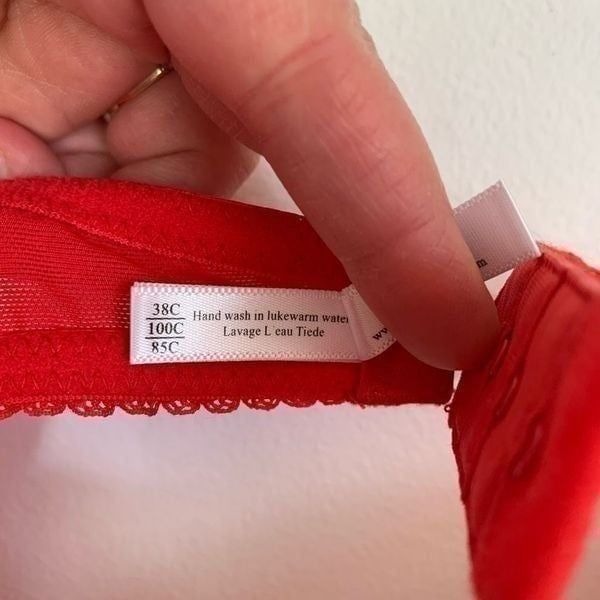 38C
100C
85C
Hand wash in lukewarm water
Lavage L'eau Tiede